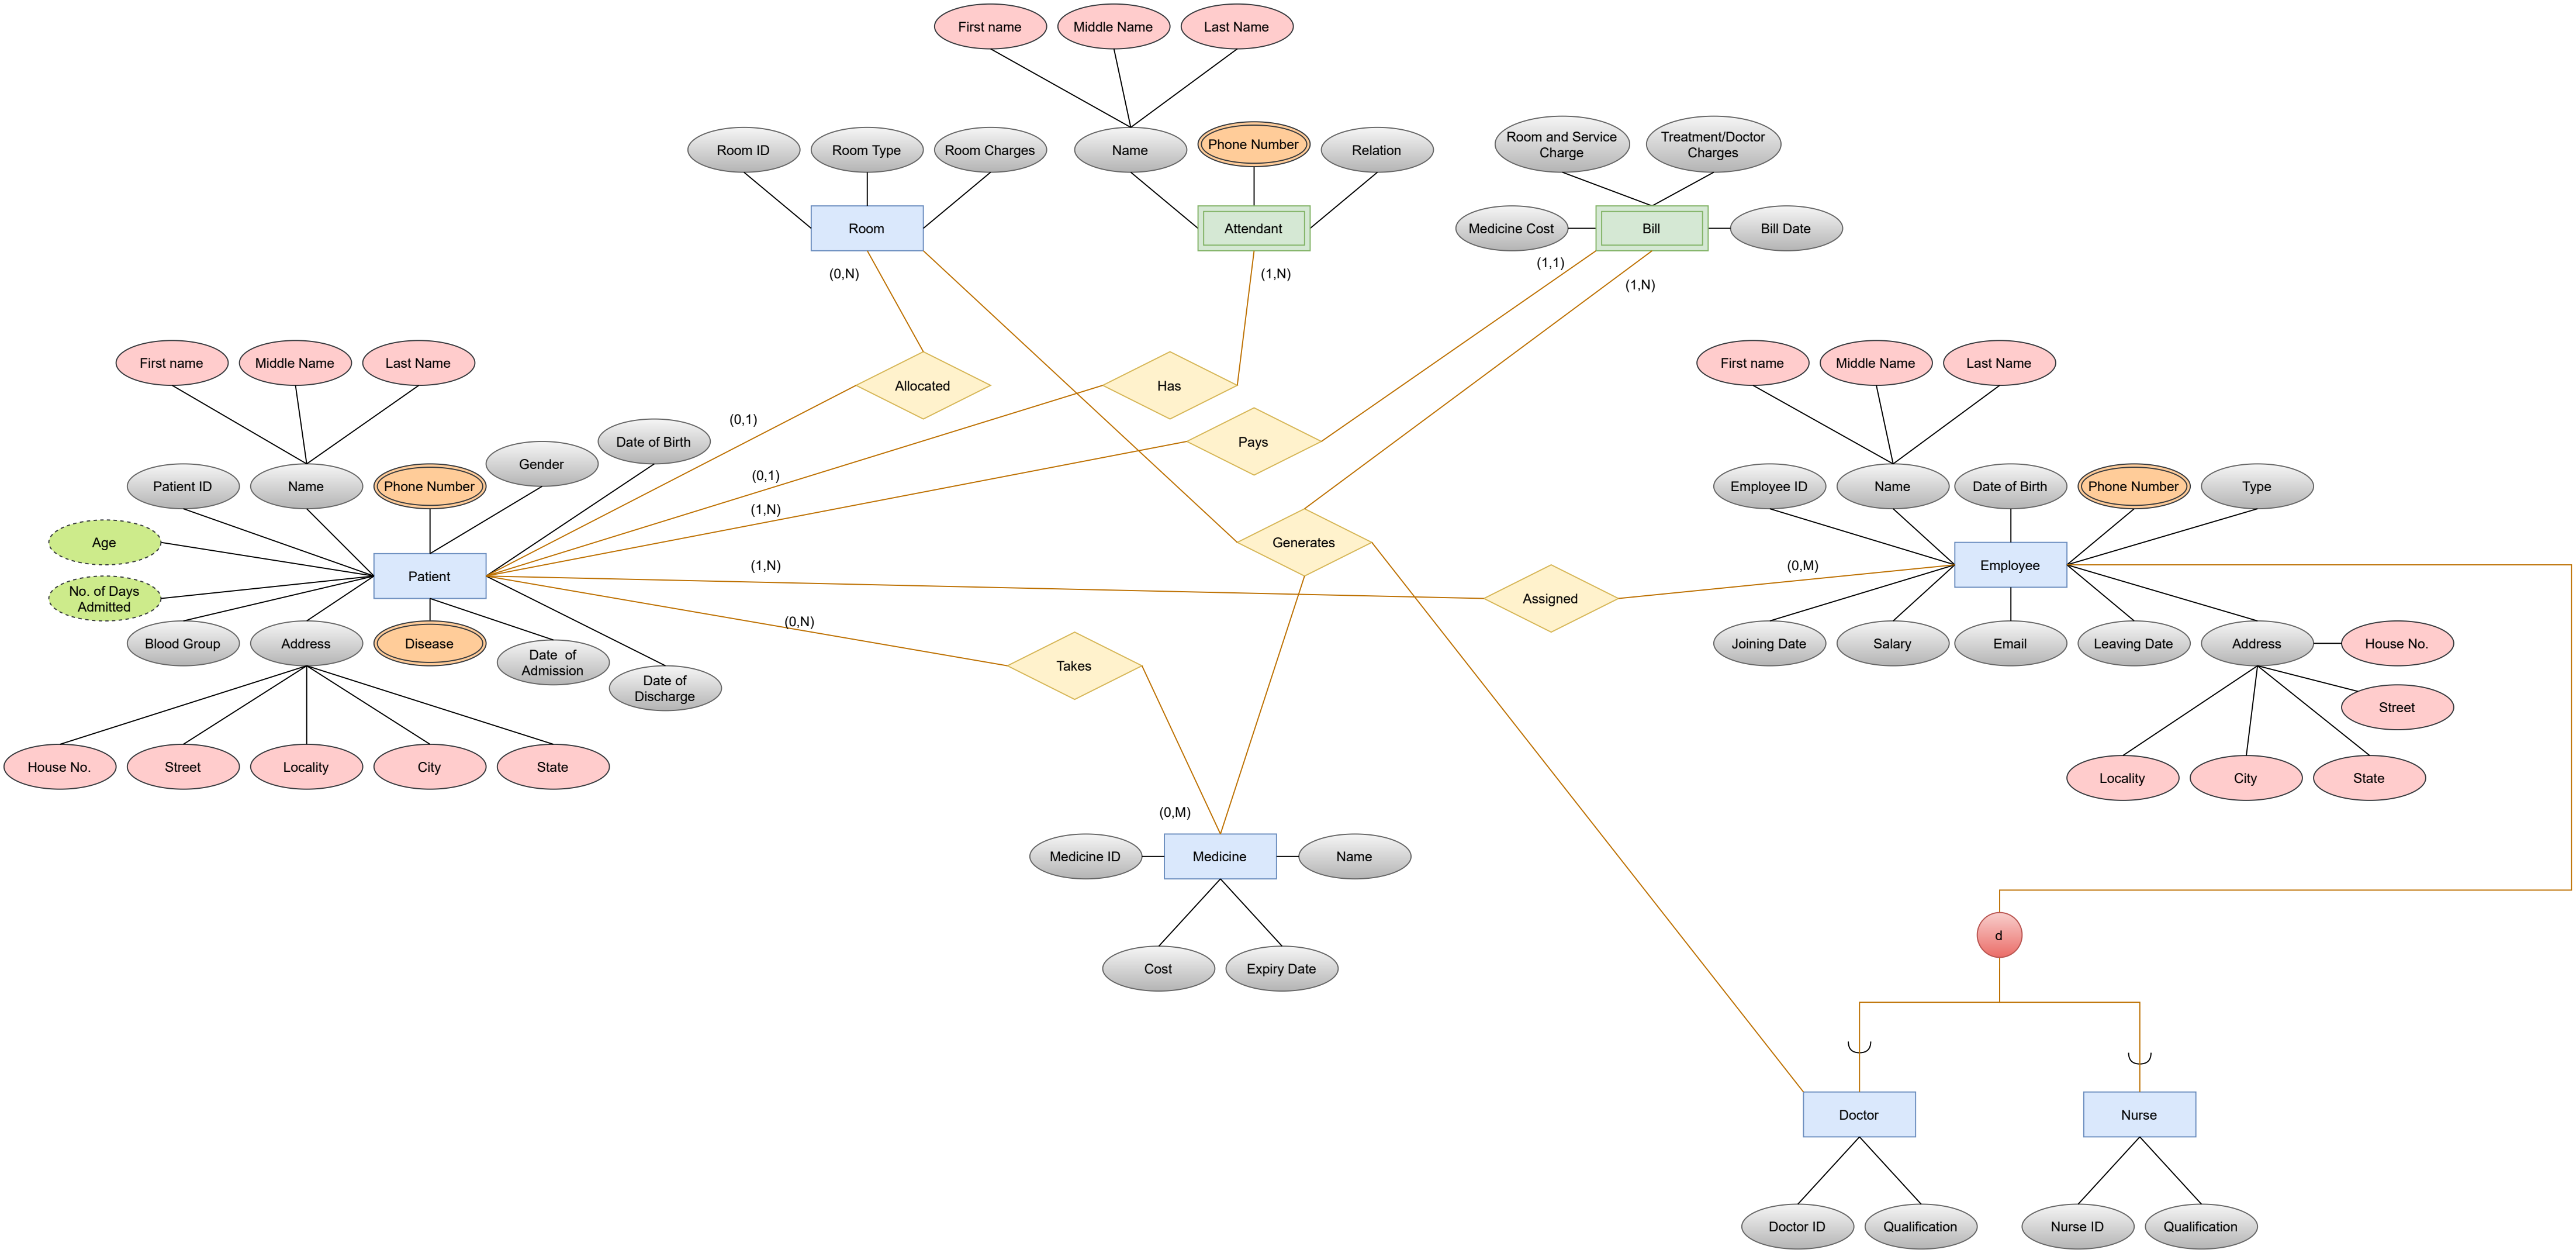 First name
Middle Name
Last Name
Room ID
Room Type
Room Charges
Name
Phone Number
Relation
Room and Service
Charge
Treatment/Doctor
Charges
Room
Attendant
Medicine Cost
Bill
Bill Date
(0,N)
(1,N)
(1,1)
(1,N)
First name
Middle Name
Last Name
Allocated
Has
First name
Middle Name
Last Name
(0,1)
Date of Birth
Pays
Gender
(0,1)
Patient ID
Name
Phone Number
(1,N)
Employee ID
Name
Date of Birth
Phone Number
Type
Age
Generates
Patient
(1,N)
(0,M)
Employee
No. of Days
Admitted
Assigned
(0,N)
Blood Group
Address
Disease
Date  of
Admission
Takes
Joining Date
Salary
Email
Leaving Date
Address
House No.
Date of
Discharge
Street
House No.
Street
Locality
City
State
Locality
City
State
(0,M)
Medicine ID
Medicine
Name
d
Cost
Expiry Date
Doctor
Nurse
Doctor ID
Qualification
Nurse ID
Qualification